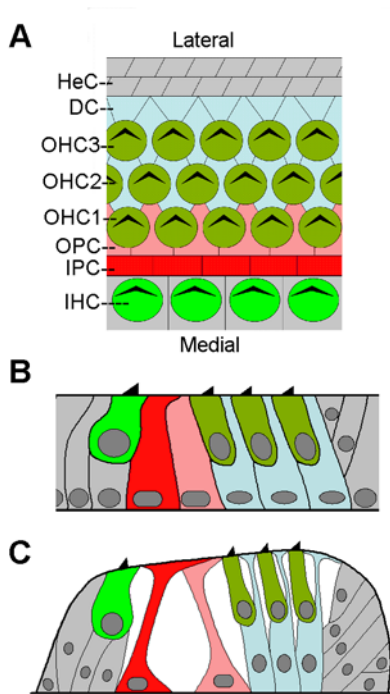 A
Lateral
HeC
DC
OHC3
OHC2
OHC1
OPC
IPC
IHC
Medial
B
C